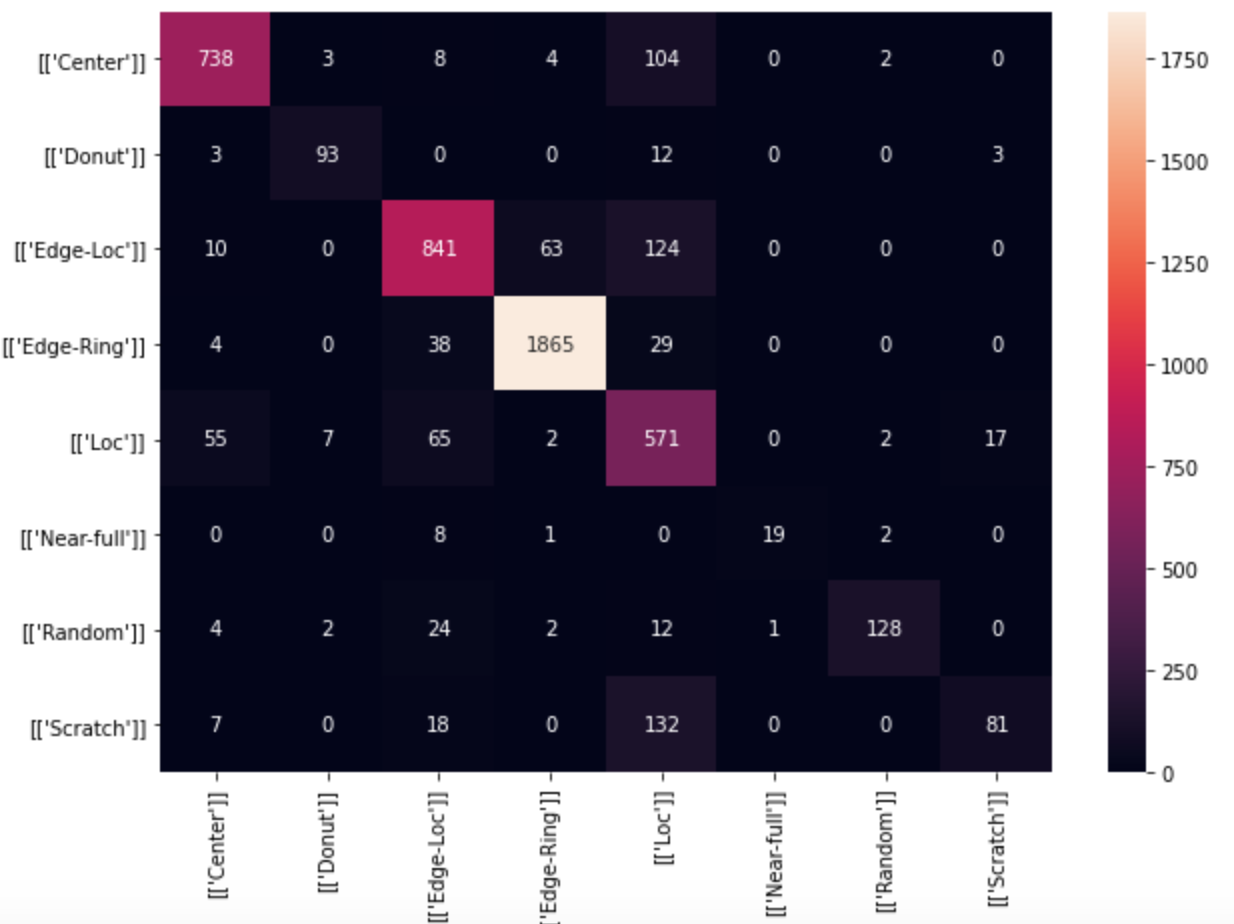 [['Center']] 738 3 8 4 104 0 2 0
[['Donut']] 3 93 0 0 12 0 0 3
[['Edge-Loc']] 10 0 841 63 124 0 0 0
[['Edge-Ring']] 4 0 38 1865 29 0 0 0
[['Loc']] 55 7 65 2 571 0 2 17
[['Near-full']] 0 0 8 1 0 19 2 0
[['Random']] 4 2 24 2 12 1 128 0
[['Scratch']] 7 0 18 0 132 0 0 81
[['Center']] [['Donut']] [['Edge-Loc']] 'Edge-Ring']] [['Loc']] [['Near-full']] [['Random']] [['Scratch']]
1750
1500
1250
1000
750
500
250
0